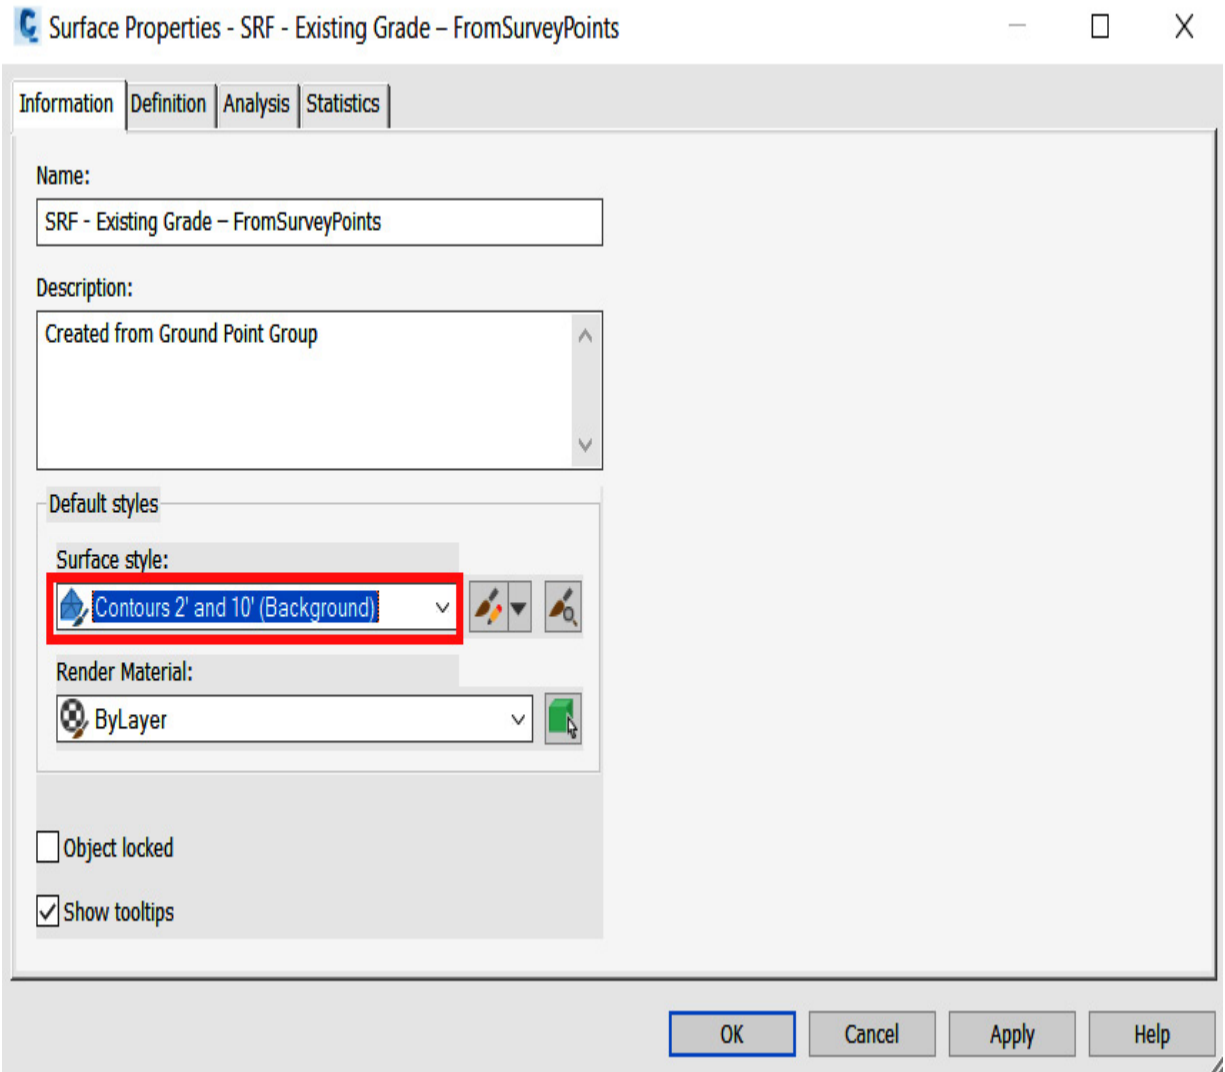 Surface Properties - SRF - Existing Grade – FromSurveyPoints
Information Definition Analysis Statistics
Name:
SRF - Existing Grade – FromSurveyPoints
Description:
Created from Ground Point Group
Default styles
Surface style:
Contours 2' and 10' (Background)
Render Material:
ByLayer
Object locked
Show tooltips
OK Cancel Apply Help